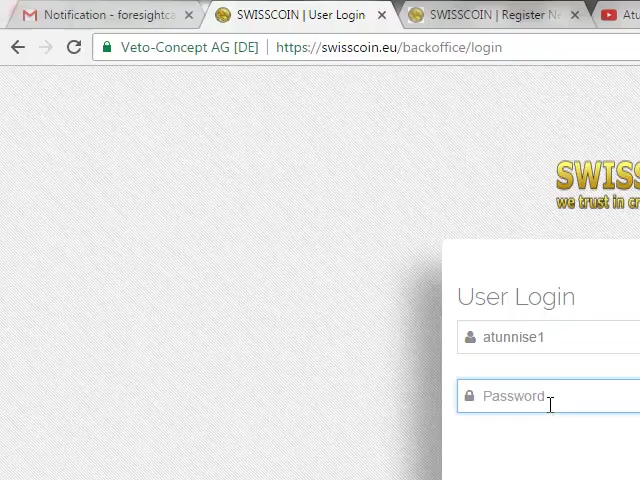 Notification - foresightca
SWISSCOIN | User Login
SWISSCOIN | Register Ne
Atu
Veto-Concept AG [DE]
https://swisscoin.eu/backoffice/login
SWISS
we trust in cr
User Login
atunnise1
Password